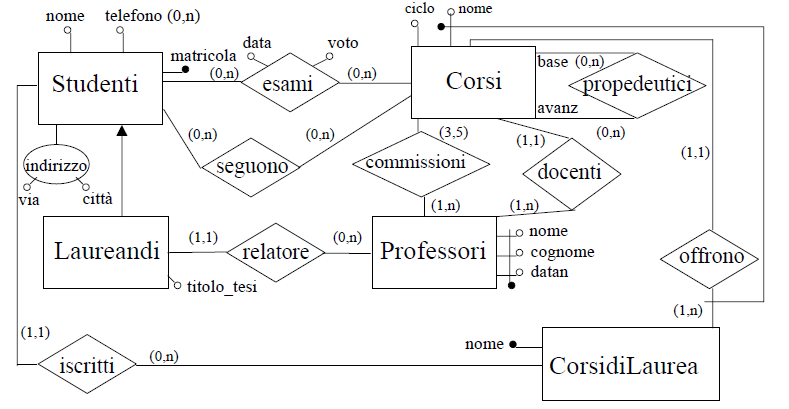 nome
telefono (0,n)
ciclo
nome
matricola
data
voto
base
(0,n)
Studenti
(0,n)
esami
(0,n)
Corsi
propedeutici
avanz
(0,n)
(0,n)
(0,n)
(3,5)
(1,1)
(1,1)
indirizzo
seguono
commissioni
docenti
via
città
(1,n)
(1,n)
Laureandi
(1,1)
relatore
(0,n)
Professori
nome
cognome
datan
offrono
titolo_tesi
(1,n)
(1,1)
iscritti
(0,n)
nome
CorsidiLaurea